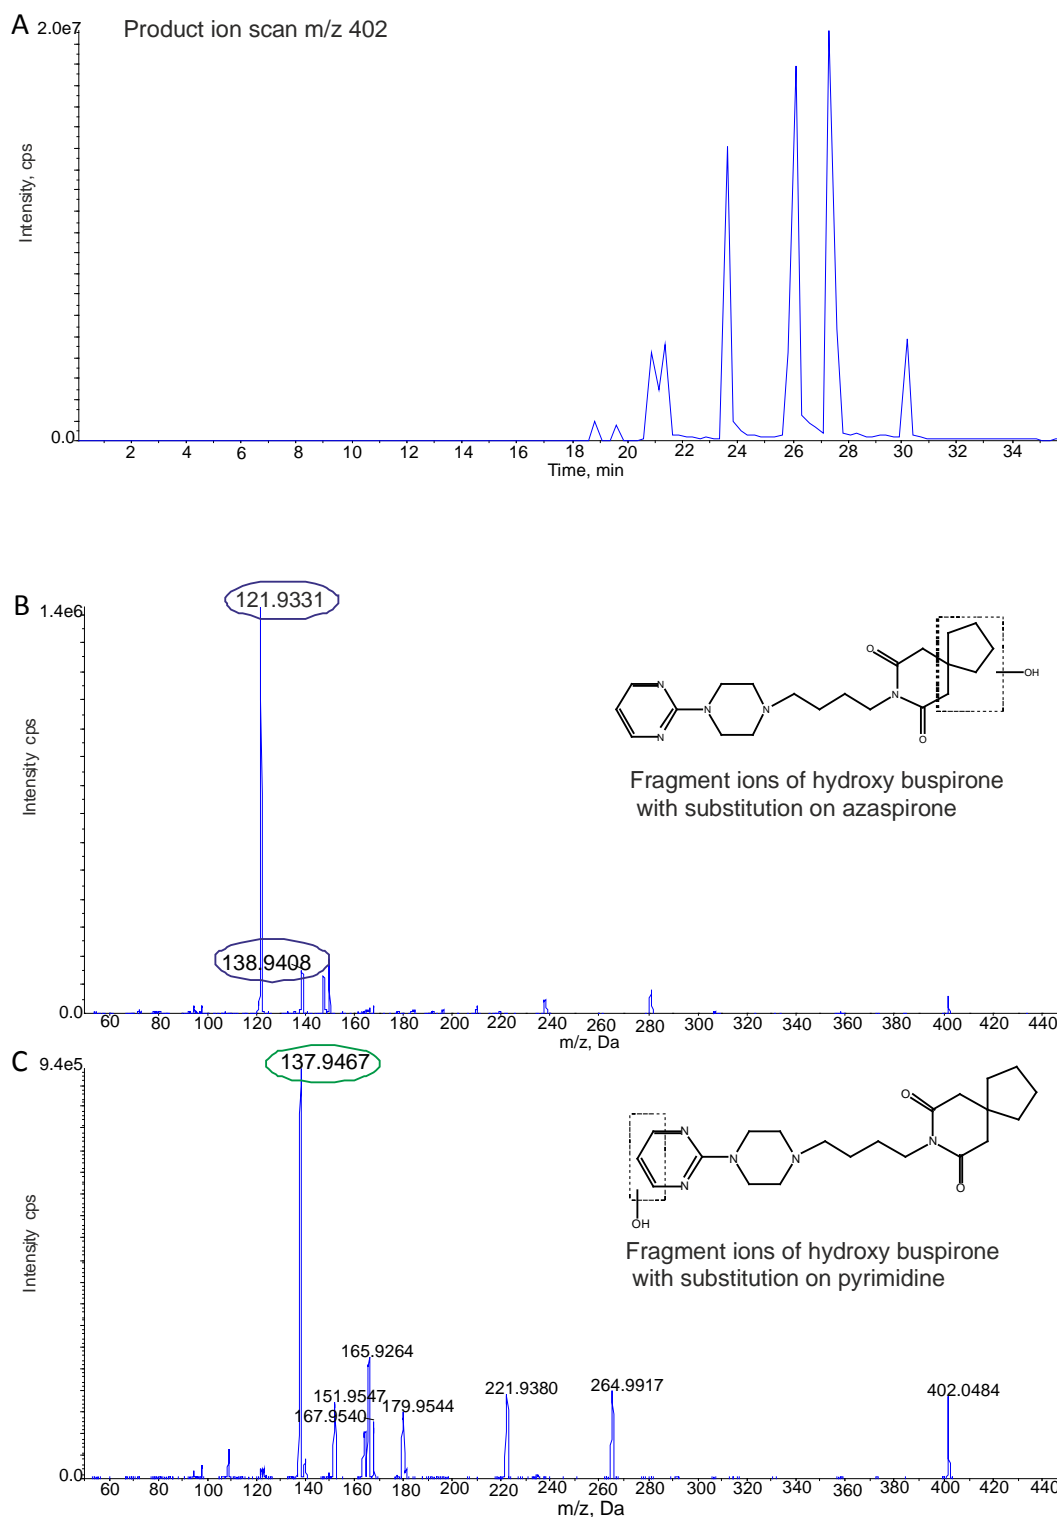 A
Product ion scan m/z 402
2.0e7
Intensity, cps
0.0
2 4 6 8 10 12 14 16 18 20 22 24 26 28 30 32 34
Time, min
B
1.4e6
121.9331
Intensity cps
138.9408
0.0
60 80 100 120 140 160 180 200 220 240 260 280 300 320 340 360 380 400 420 440
m/z, Da
O
N
N
N
N
N
O
OH
Fragment ions of hydroxy buspirone
with substitution on azaspirone
C
9.4e5
137.9467
Intensity cps
165.9264
151.9547
167.9540
179.9544
221.9380
264.9917
402.0484
0.0
60 80 100 120 140 160 180 200 220 240 260 280 300 320 340 360 380 400 420 440
m/z, Da
O
N
N
N
N
N
O
OH
Fragment ions of hydroxy buspirone
with substitution on pyrimidine